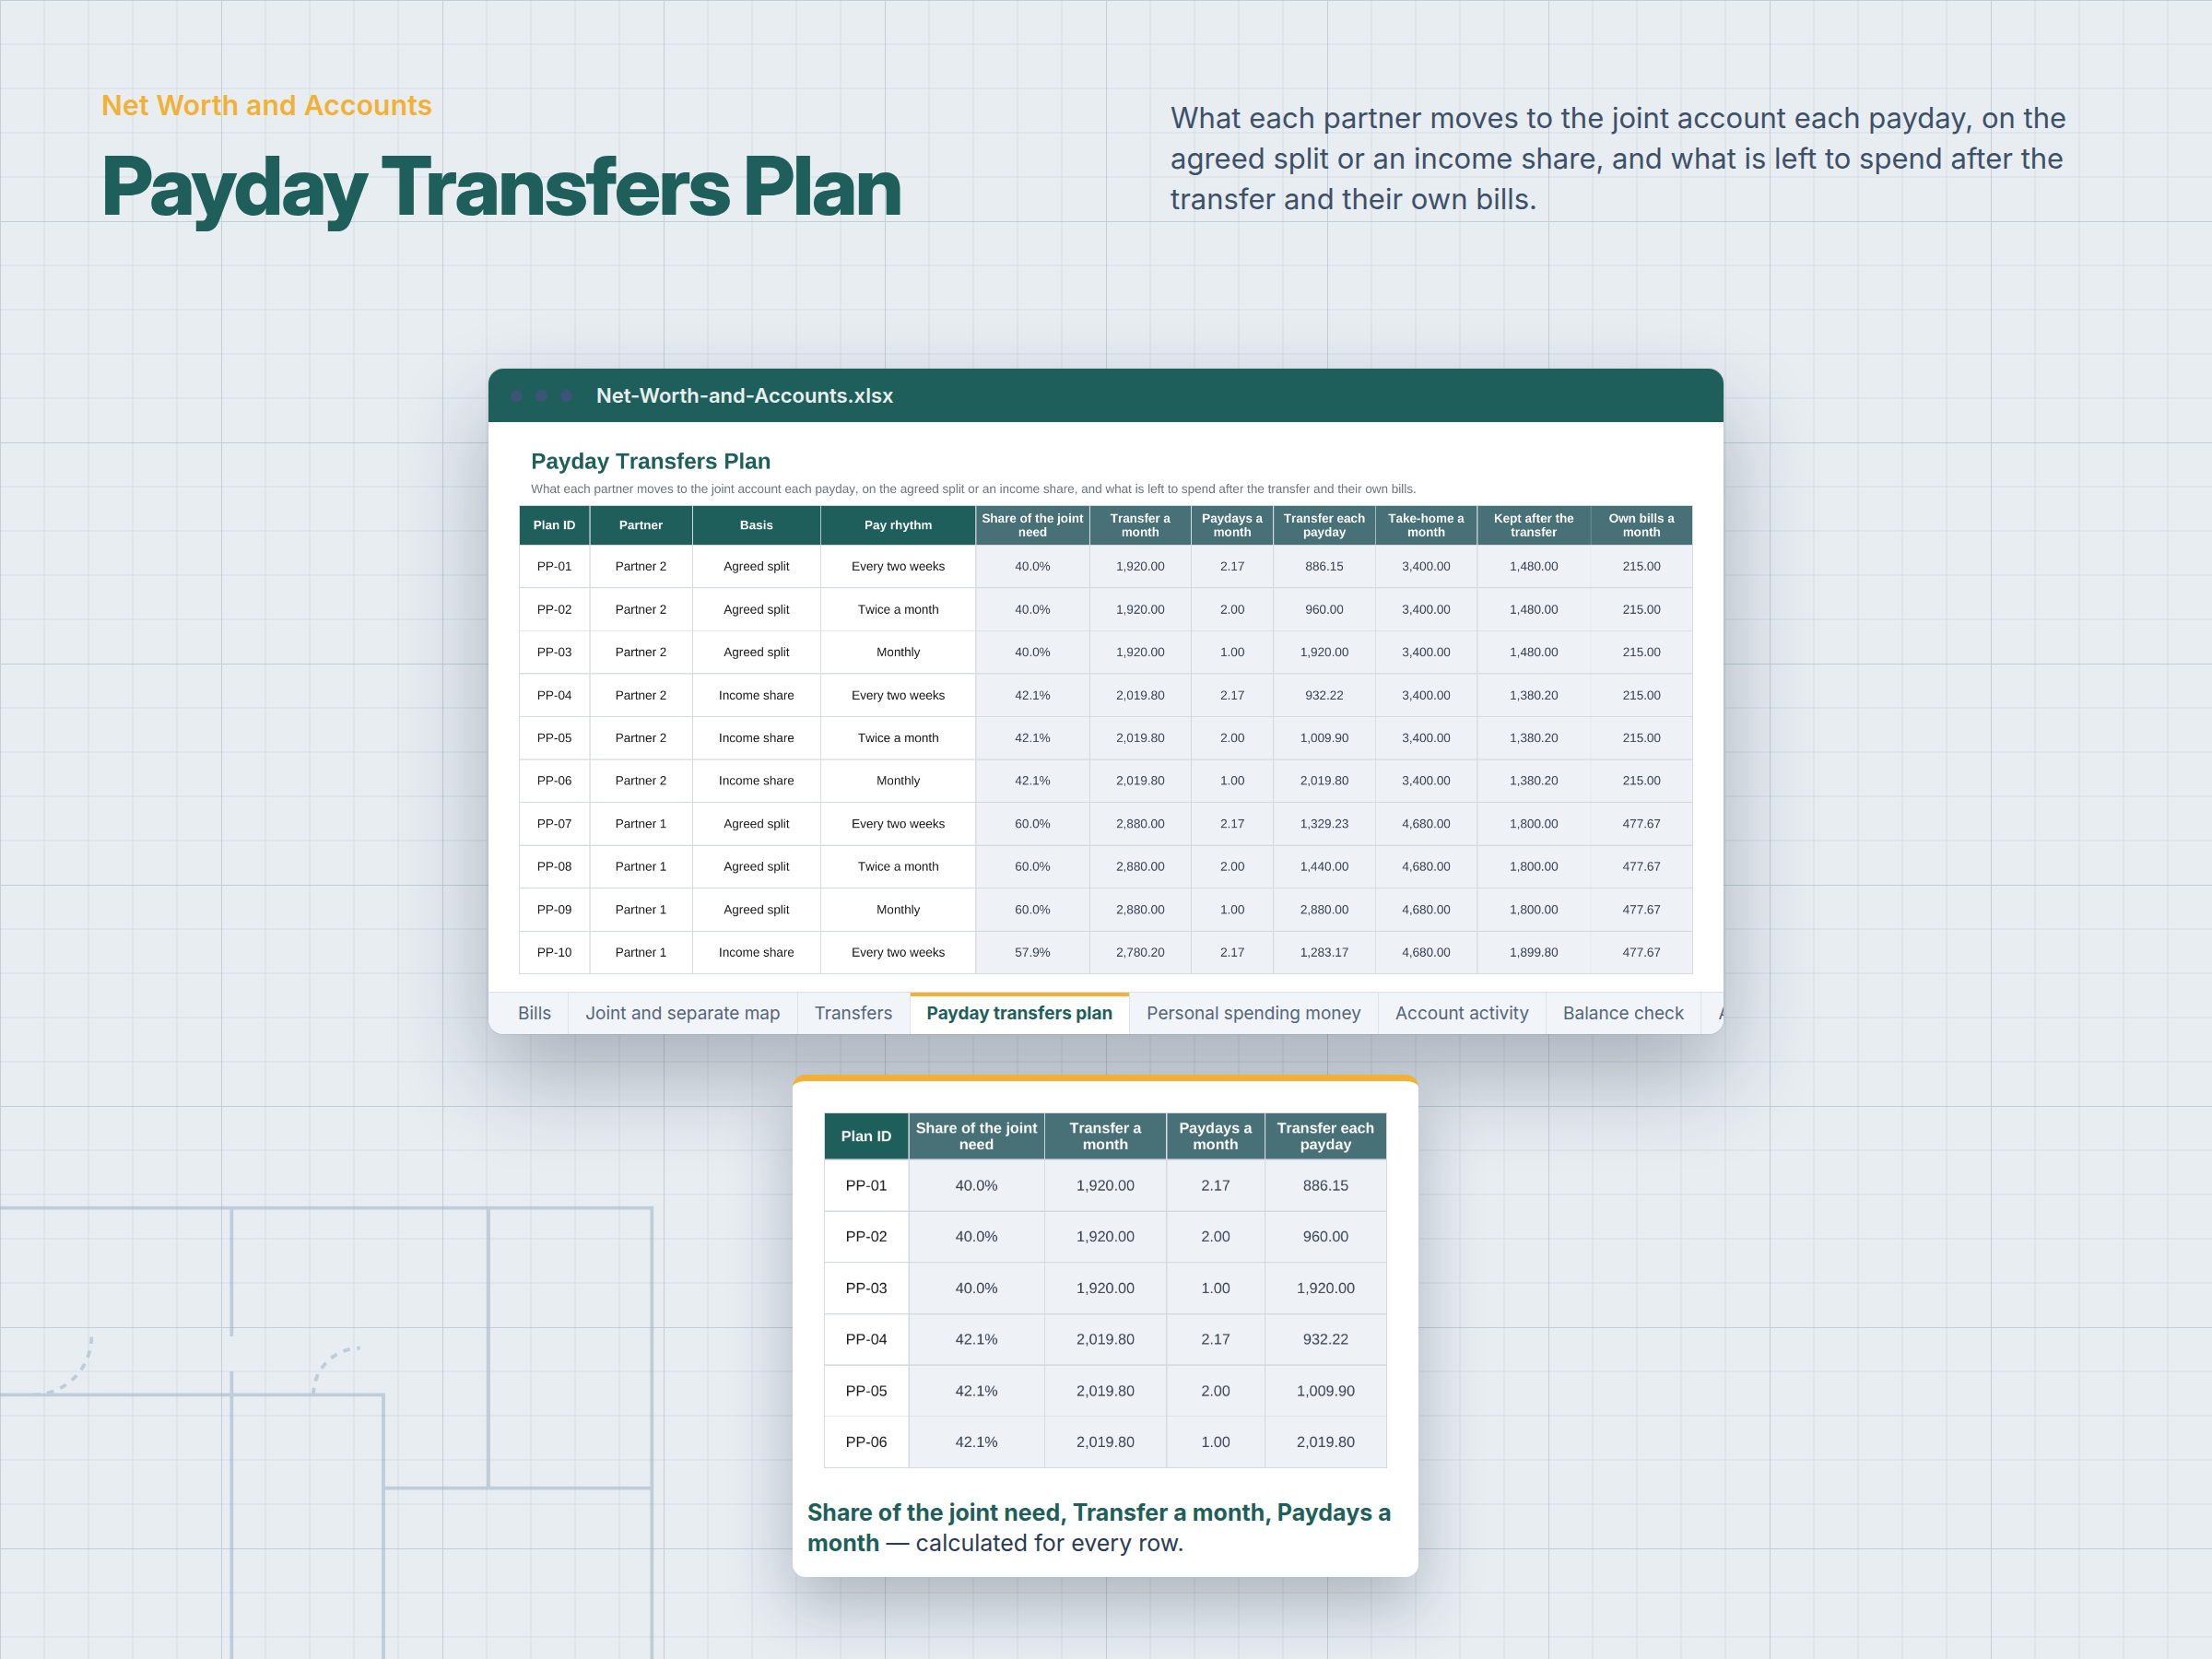 Net Worth and Accounts
Payday Transfers Plan
What each partner moves to the joint account each payday, on the
agreed split or an income share, and what is left to spend after the
transfer and their own bills.
Net-Worth-and-Accounts.xlsx
Payday Transfers Plan
What each partner moves to the joint account each payday, on the agreed split or an income share, and what is left to spend after the transfer and their own bills.
Plan ID Partner Basis Pay rhythm Share of the joint need Transfer a month Paydays a month Transfer each payday Take-home a month Kept after the transfer Own bills a month
PP-01 Partner 2 Agreed split Every two weeks 40.0% 1,920.00 2.17 886.15 3,400.00 1,480.00 215.00
PP-02 Partner 2 Agreed split Twice a month 40.0% 1,920.00 2.00 960.00 3,400.00 1,480.00 215.00
PP-03 Partner 2 Agreed split Monthly 40.0% 1,920.00 1.00 1,920.00 3,400.00 1,480.00 215.00
PP-04 Partner 2 Income share Every two weeks 42.1% 2,019.80 2.17 932.22 3,400.00 1,380.20 215.00
PP-05 Partner 2 Income share Twice a month 42.1% 2,019.80 2.00 1,009.90 3,400.00 1,380.20 215.00
PP-06 Partner 2 Income share Monthly 42.1% 2,019.80 1.00 2,019.80 3,400.00 1,380.20 215.00
PP-07 Partner 1 Agreed split Every two weeks 60.0% 2,880.00 2.17 1,329.23 4,680.00 1,800.00 477.67
PP-08 Partner 1 Agreed split Twice a month 60.0% 2,880.00 2.00 1,440.00 4,680.00 1,800.00 477.67
PP-09 Partner 1 Agreed split Monthly 60.0% 2,880.00 1.00 2,880.00 4,680.00 1,800.00 477.67
PP-10 Partner 1 Income share Every two weeks 57.9% 2,780.20 2.17 1,283.17 4,680.00 1,899.80 477.67
Bills Joint and separate map Transfers Payday transfers plan Personal spending money Account activity Balance check
Plan ID Share of the joint need Transfer a month Paydays a month Transfer each payday
PP-01 40.0% 1,920.00 2.17 886.15
PP-02 40.0% 1,920.00 2.00 960.00
PP-03 40.0% 1,920.00 1.00 1,920.00
PP-04 42.1% 2,019.80 2.17 932.22
PP-05 42.1% 2,019.80 2.00 1,009.90
PP-06 42.1% 2,019.80 1.00 2,019.80
Share of the joint need, Transfer a month, Paydays a
month — calculated for every row.